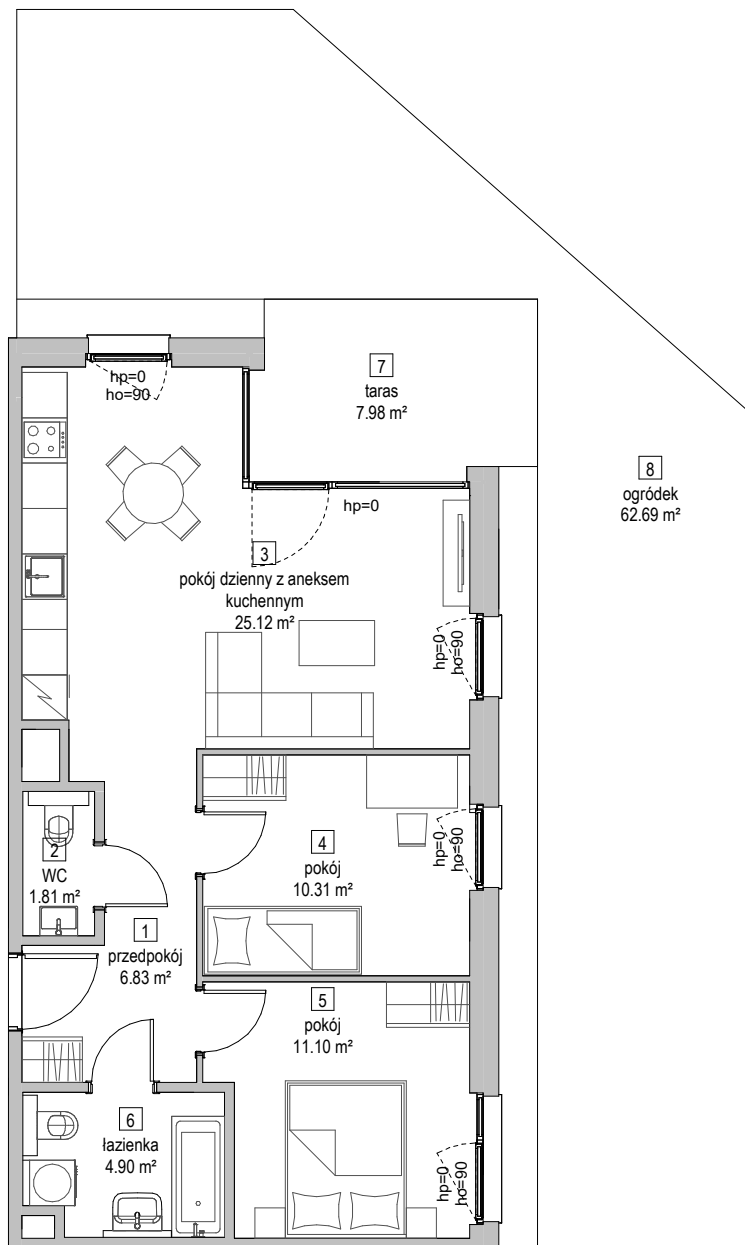 hp=0
ho=90
7
taras
7.98 m²
8
ogródek
62.69 m²
hp=0
3
pokój dzienny z aneksem
kuchennym
25.12 m²
hp=0
ho=90
4
pokój
10.31 m²
hp=0
ho=90
2
WC
1.81 m²
1
przedpokój
6.83 m²
5
pokój
11.10 m²
6
łazienka
4.90 m²
hp=0
ho=90